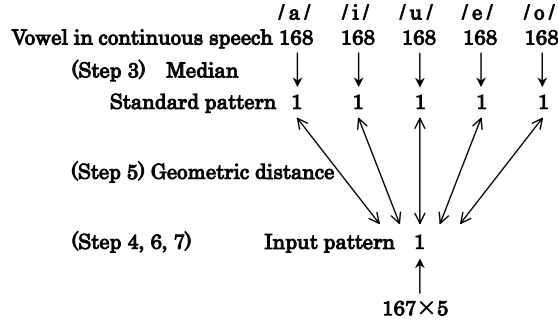 /a/ /i/ /u/ /e/ /o/
Vowel in continuous speech 168 168 168 168 168
(Step 3) Median
Standard pattern 1 1 1 1 1
(Step 5) Geometric distance
(Step 4, 6, 7) Input pattern 1
167×5